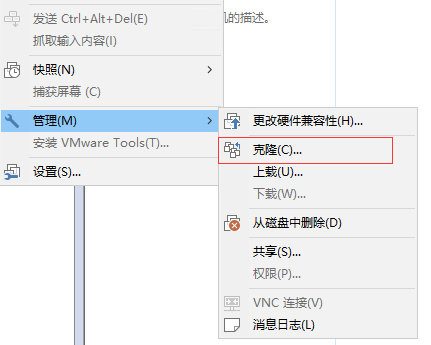 发送 Ctrl+Alt+Del(E)
机的描述。
抓取输入内容(I)
快照(N)
捕获屏幕 (C)
管理(M)
安装 VMware Tools(T)...
设置(S)...
更改硬件兼容性(H)...
克隆(C)...
上载(U)...
下载(W)...
从磁盘中删除(D)
共享(S)...
权限(P)...
VNC 连接(V)
消息日志(L)